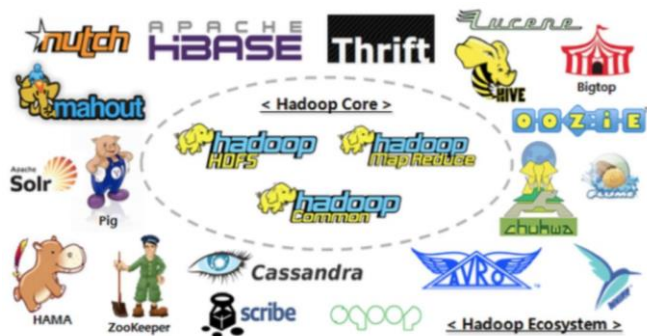 nutch
APACHE
HBASE
Thrift
Lucene
HIVE
Bigtop
mahout
< Hadoop Core >
OOZIE
hadoop
HDFS
hadoop
Map Reduce
Apache
Solr
Pig
hadoop
Common
chukwa
HAMA
ZooKeeper
Cassandra
AVRO
scribe
sqoop
< Hadoop Ecosystem >